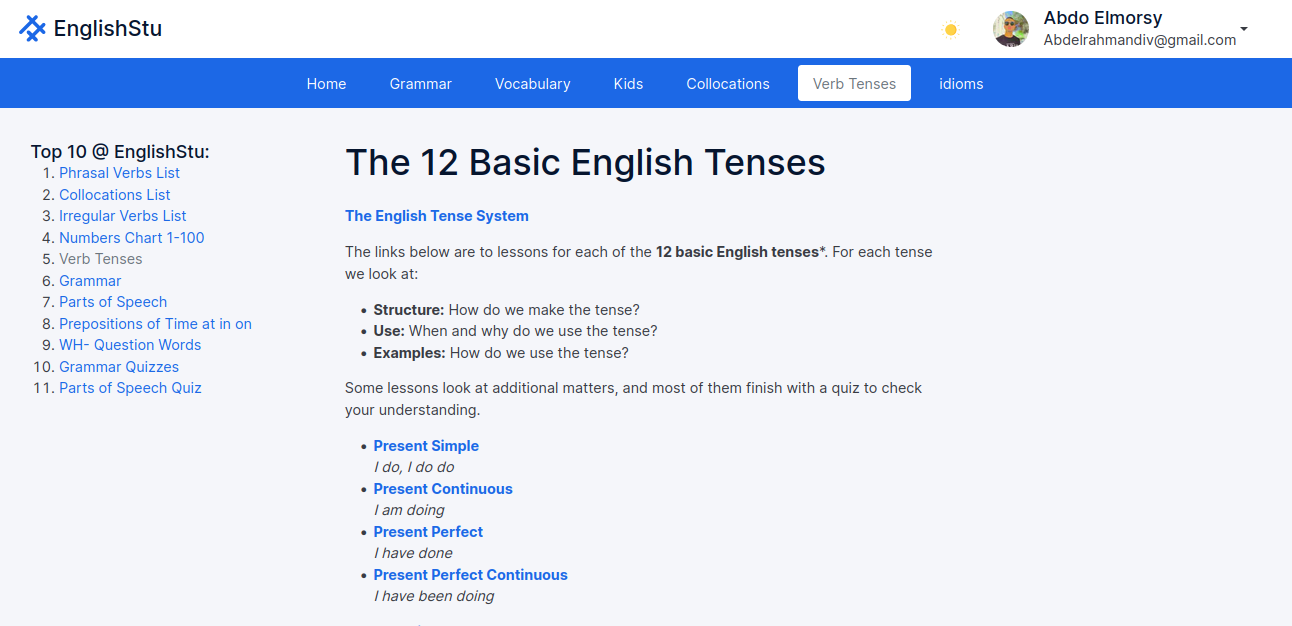 EnglishStu
Abdo Elmorsy
Abdelrahmandiv@gmail.com
Home Grammar Vocabulary Kids Collocations Verb Tenses idioms
Top 10 @ EnglishStu:
1. Phrasal Verbs List
2. Collocations List
3. Irregular Verbs List
4. Numbers Chart 1-100
5. Verb Tenses
6. Grammar
7. Parts of Speech
8. Prepositions of Time at in on
9. WH- Question Words
10. Grammar Quizzes
11. Parts of Speech Quiz
The 12 Basic English Tenses
The English Tense System
The links below are to lessons for each of the 12 basic English tenses*. For each tense
we look at:
• Structure: How do we make the tense?
• Use: When and why do we use the tense?
• Examples: How do we use the tense?
Some lessons look at additional matters, and most of them finish with a quiz to check
your understanding.
• Present Simple
I do, I do do
• Present Continuous
I am doing
• Present Perfect
I have done
• Present Perfect Continuous
I have been doing